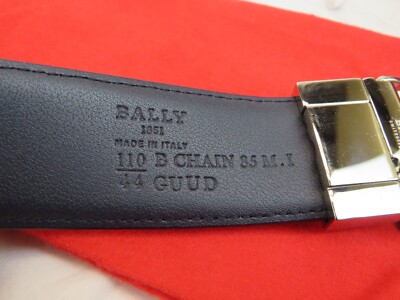 BALLY
1851
MADE IN ITALY
110 B CHAIN 35 M.I
44 GUUD